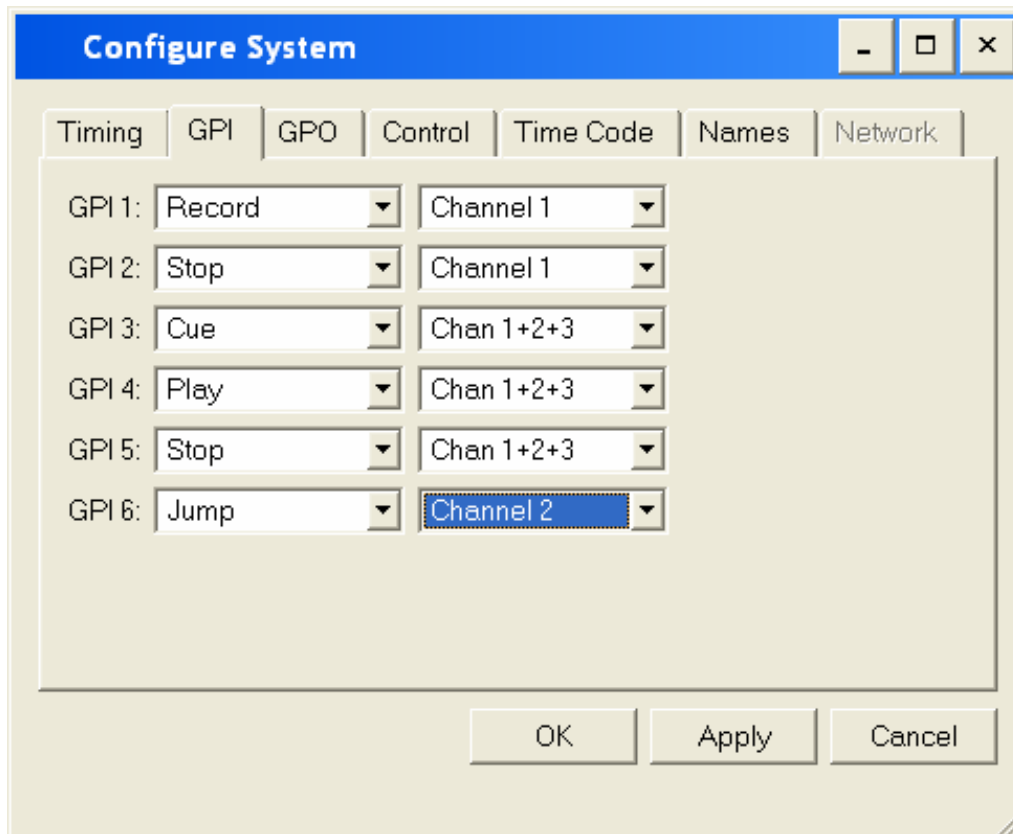 Configure System
Timing GPI GPO Control Time Code Names Network
GPI 1: Record Channel 1
GPI 2: Stop Channel 1
GPI 3: Cue Chan 1+2+3
GPI 4: Play Chan 1+2+3
GPI 5: Stop Chan 1+2+3
GPI 6: Jump Channel 2
OK Apply Cancel